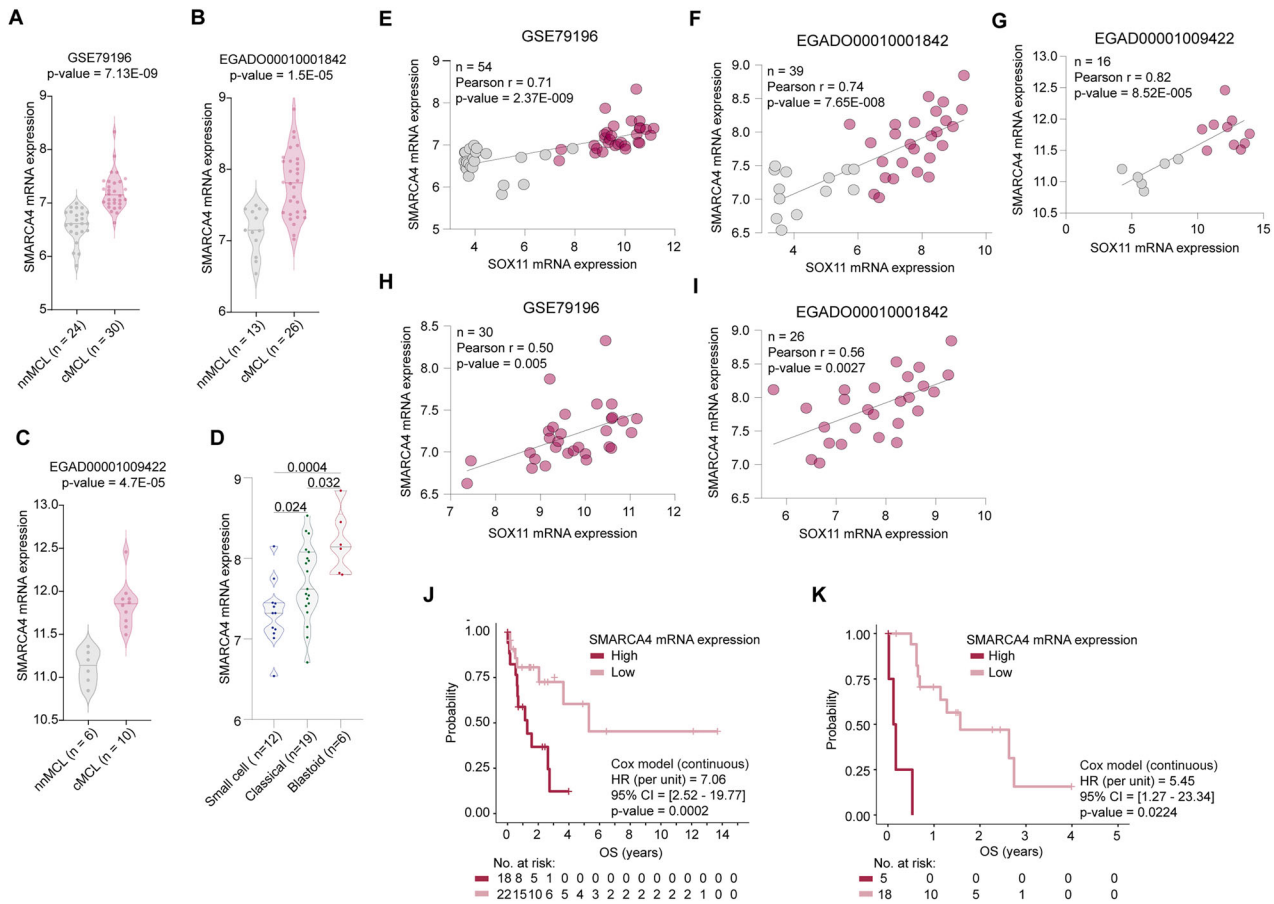 A
GSE79196
p-value = 7.13E-09
SMARCA4 mRNA expression
9
8
7
6
5
nnMCL (n = 24)
cMCL (n = 30)
B
EGADO00010001842
p-value = 1.5E-05
SMARCA4 mRNA expression
9
8
7
6
nnMCL (n = 13)
cMCL (n = 26)
C
EGAD00001009422
p-value = 4.7E-05
SMARCA4 mRNA expression
13.0
12.5
12.0
11.5
11.0
10.5
nnMCL (n = 6)
cMCL (n = 10)
D
0.0004
0.032
0.024
SMARCA4 mRNA expression
9
8
7
6
Small cell ( n=12)
Classical (n=19)
Blastoid (n=6)
E
GSE79196
n = 54
Pearson r = 0.71
p-value = 2.37E-009
SMARCA4 mRNA expression
9
8
7
6
5
4 6 8 10 12
SOX11 mRNA expression
F
EGADO00010001842
n = 39
Pearson r = 0.74
p-value = 7.65E-008
SMARCA4 mRNA expression
9.0
8.5
8.0
7.5
7.0
6.5
4 6 8 10
SOX11 mRNA expression
G
EGAD00001009422
n = 16
Pearson r = 0.82
p-value = 8.52E-005
SMARCA4 mRNA expression
13.0
12.5
12.0
11.5
11.0
10.5
0 5 10 15
SOX11 mRNA expression
H
GSE79196
n = 30
Pearson r = 0.50
p-value = 0.005
SMARCA4 mRNA expression
8.5
8.0
7.5
7.0
6.5
7 8 9 10 11 12
SOX11 mRNA expression
I
EGADO00010001842
n = 26
Pearson r = 0.56
p-value = 0.0027
SMARCA4 mRNA expression
9.0
8.5
8.0
7.5
7.0
6.5
6 7 8 9 10
SOX11 mRNA expression
J
SMARCA4 mRNA expression
High
Low
Probability
1.00
0.75
0.50
0.25
0.00
Cox model (continuous)
HR (per unit) = 7.06
95% CI = [2.52 - 19.77]
p-value = 0.0002
0 2 4 6 8 10 12 14
OS (years)
No. at risk:
18 8 5 1 0 0 0 0 0 0 0 0 0 0 0
22 15 10 6 5 4 3 2 2 2 2 2 2 1 0 0
K
SMARCA4 mRNA expression
High
Low
Probability
1.00
0.75
0.50
0.25
0.00
Cox model (continuous)
HR (per unit) = 5.45
95% CI = [1.27 - 23.34]
p-value = 0.0224
0 1 2 3 4 5
OS (years)
No. at risk:
5 0 0 0 0 0
18 10 5 1 0 0